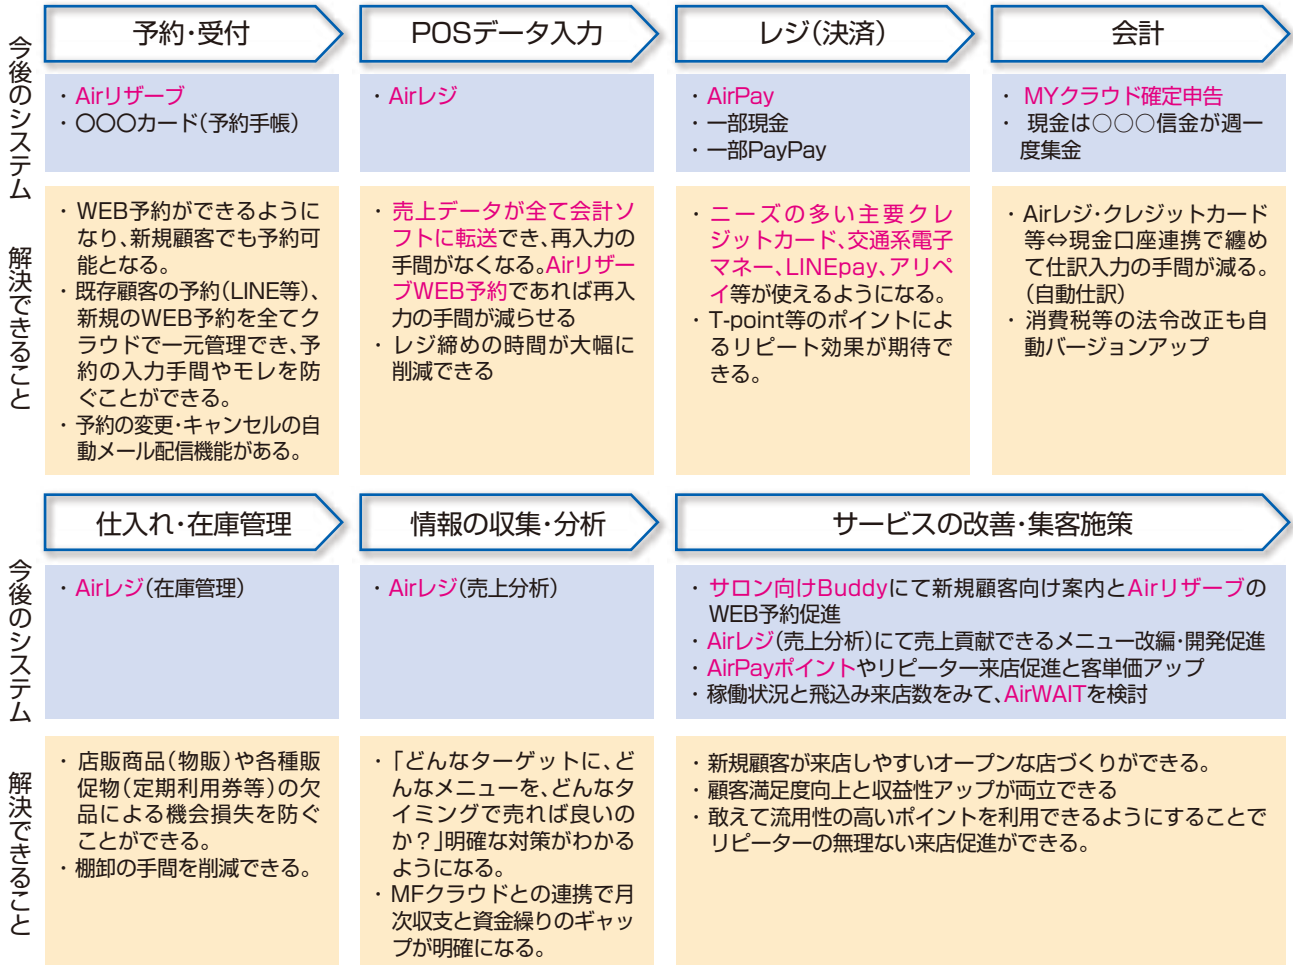 予約・受付
POSデータ入力
レジ(決済)
会計
今後のシステム
・Airリザーブ
・〇〇〇カード(予約手帳)
・Airレジ
・AirPay
・一部現金
・一部PayPay
・MYクラウド確定申告
・現金は○○○信金が週一
度集金
解決できること
・WEB予約ができるように
なり、新規顧客でも予約可
能となる。
・既存顧客の予約(LINE等)、
新規のWEB予約を全てク
ラウドで一元管理でき、予
約の入力手間やモレを防
ぐことができる。
・予約の変更・キャンセルの自
動メール配信機能がある。
・売上データが全て会計ソ
フトに転送でき、再入力の
手間がなくなる。Airリザー
ブWEB予約であれば再入
力の手間が減らせる
・レジ締めの時間が大幅に
削減できる
・ニーズの多い主要クレ
ジットカード、交通系電子
マネー、LINEpay、アリペ
イ等が使えるようになる。
・T-point等のポイントによ
るリピート効果が期待で
きる。
・Airレジ・クレジットカード
等⇔現金口座連携で纏め
て仕訳入力の手間が減る。
(自動仕訳)
・消費税等の法令改正も自
動バージョンアップ
仕入れ・在庫管理
情報の収集・分析
サービスの改善・集客施策
今後のシステム
・Airレジ(在庫管理)
・Airレジ(売上分析)
・サロン向けBuddyにて新規顧客向け案内とAirリザーブの
WEB予約促進
・Airレジ(売上分析)にて売上貢献できるメニュー改編・開発促進
・AirPayポイントやリピーター来店促進と客単価アップ
・稼働状況と飛込み来店数をみて、AirWAITを検討
解決できること
・店販商品(物販)や各種販
促物(定期利用券等)の欠
品による機会損失を防ぐ
ことができる。
・棚卸の手間を削減できる。
・「どんなターゲットに、ど
んなメニューを、どんなタ
イミングで売れば良いの
か？」明確な対策がわかる
ようになる。
・MFクラウドとの連携で月
次収支と資金繰りのギャッ
プが明確になる。
・新規顧客が来店しやすいオープンな店づくりができる。
・顧客満足度向上と収益性アップが両立できる
・敢えて流用性の高いポイントを利用できるようにすることで
リピーターの無理ない来店促進ができる。